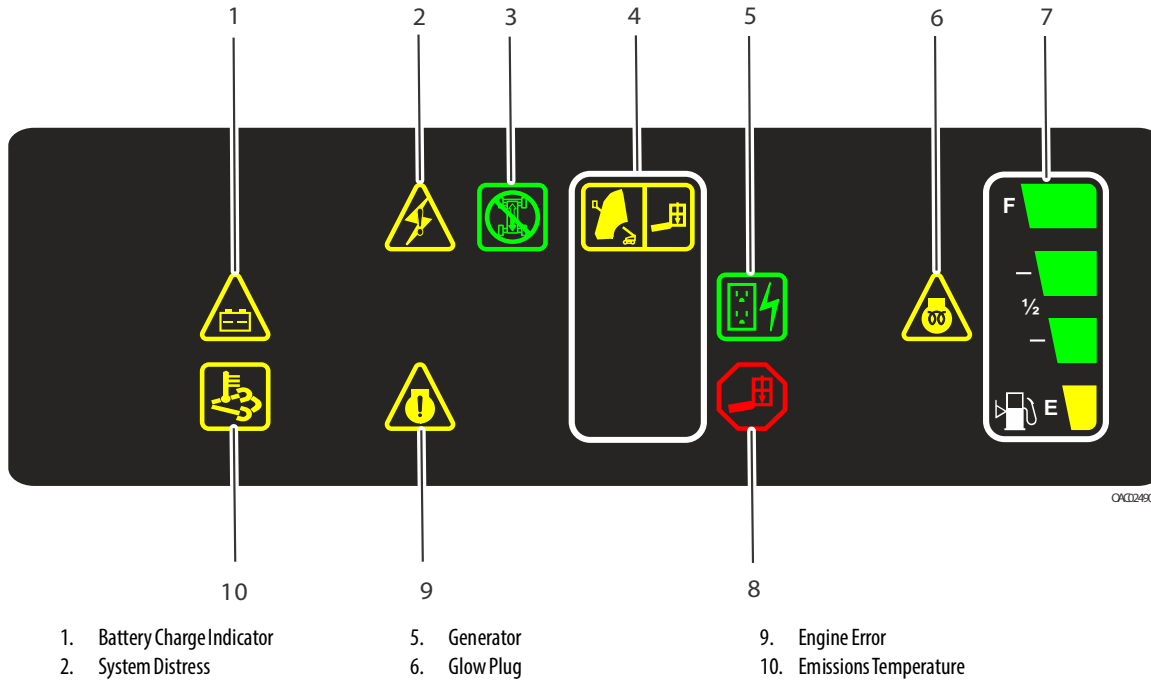 1 2 3 4 5 6 7
F
½
E
OAC02490
10 9 8
1. Battery Charge Indicator
2. System Distress
5. Generator
6. Glow Plug
9. Engine Error
10. Emissions Temperature